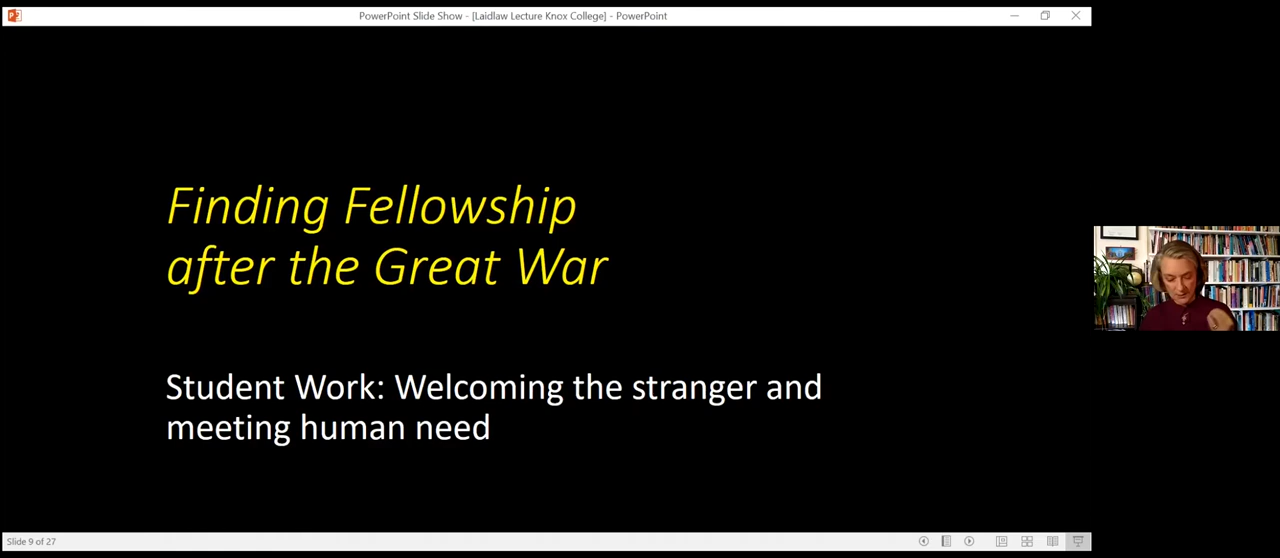 PowerPoint Slide Show - [Laidlaw Lecture Knox College] - PowerPoint
Finding Fellowship
after the Great War
Student Work: Welcoming the stranger and
meeting human need
Slide 9 of 27